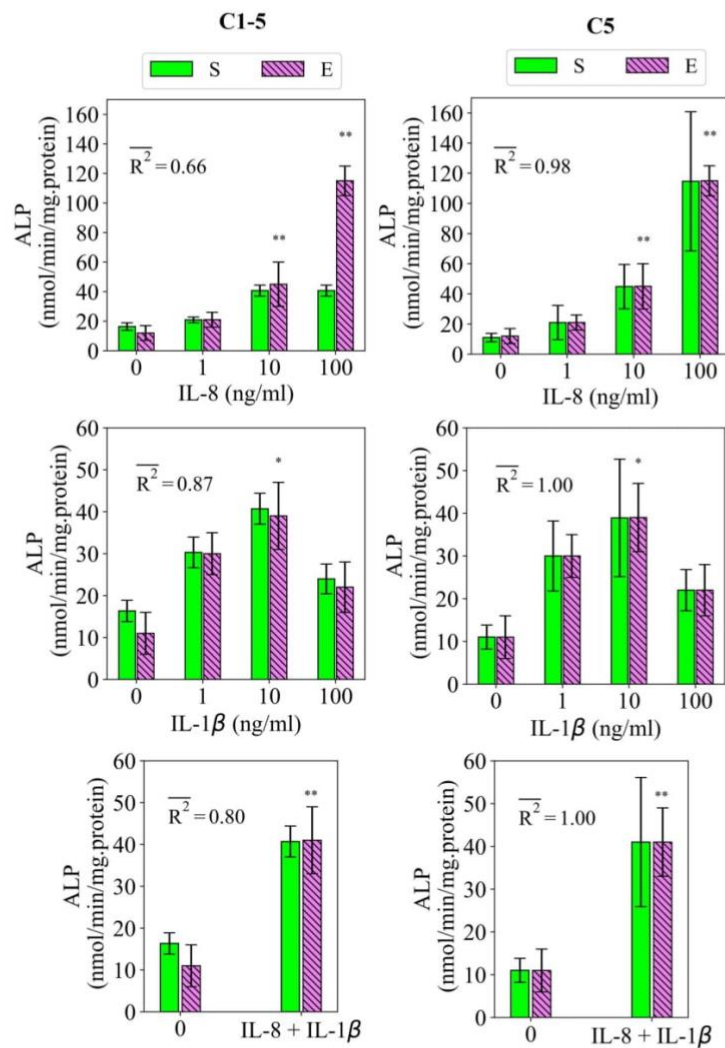 C1-5
C5
S E
S E
160
140
120
100
80
60
40
20
0
ALP
(nmol/min/mg.protein)
R² = 0.66
**
**
0 1 10 100
IL-8 (ng/ml)
160
140
120
100
80
60
40
20
0
ALP
(nmol/min/mg.protein)
R² = 0.98
**
**
0 1 10 100
IL-8 (ng/ml)
60
50
40
30
20
10
0
ALP
(nmol/min/mg.protein)
R² = 0.87
*
0 1 10 100
IL-1β (ng/ml)
60
50
40
30
20
10
0
ALP
(nmol/min/mg.protein)
R² = 1.00
*
0 1 10 100
IL-1β (ng/ml)
60
50
40
30
20
10
0
ALP
(nmol/min/mg.protein)
R² = 0.80
**
0 IL-8 + IL-1β
60
50
40
30
20
10
0
ALP
(nmol/min/mg.protein)
R² = 1.00
**
0 IL-8 + IL-1β